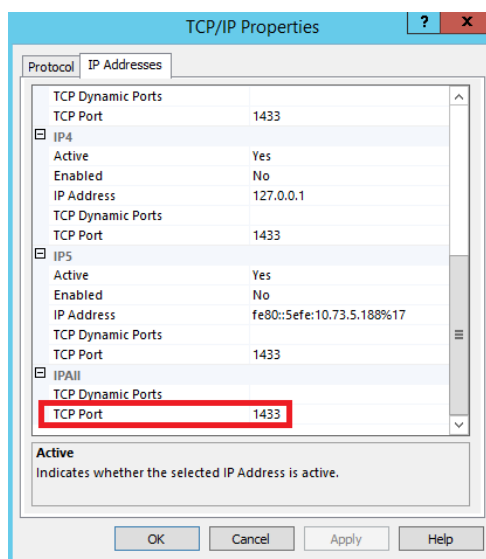 TCP/IP Properties
? x
Protocol IP Addresses
TCP Dynamic Ports
TCP Port 1433
IP4
Active Yes
Enabled No
IP Address 127.0.0.1
TCP Dynamic Ports
TCP Port 1433
IP5
Active Yes
Enabled No
IP Address fe80::5efe:10.73.5.188%17
TCP Dynamic Ports
TCP Port 1433
IPAll
TCP Dynamic Ports
TCP Port 1433
Active
Indicates whether the selected IP Address is active.
OK Cancel Apply Help